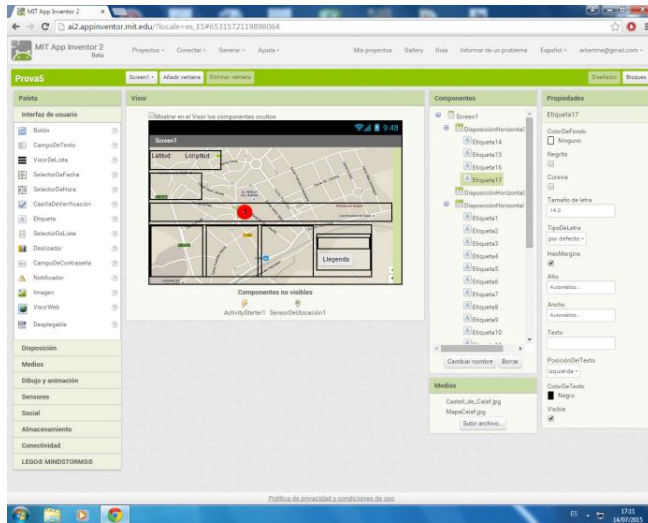 MIT App Inventor 2
ai2.appinventor.mit.edu/?locale=es_ES#6531572119896064
MIT App Inventor 2
Beta
Proyectos Conectar Generar Ayuda Mis proyectos Gallery Guía Informar de un problema Español arbertme@gmail.com
Prova5 Screen1 Añadir ventana Eliminar ventana Diseñador Bloques
Paleta Visor Componentes Propiedades
Interfaz de usuario
Botón
CampoDeTexto
VisorDeLista
SelectorDeFecha
SelectorDeHora
CasillaDeVerificación
Etiqueta
SelectorDeLista
Deslizador
CampoDeContraseña
Notificador
Imagen
VisorWeb
Desplegable
Disposición
Medios
Dibujo y animación
Sensores
Social
Almacenamiento
Conectividad
LEGO® MINDSTORMS®
Mostrar en el Visor los componentes ocultos
9:48
Screen1
Latitud: Longitud:
Llegenda
Componentes no visibles
ActivityStarter1 SensorDeUbicación1
Screen1
DisposiciónHorizontal
Etiqueta14
Etiqueta15
Etiqueta16
Etiqueta17
DisposiciónHorizontal
DisposiciónHorizontal
Etiqueta1
Etiqueta2
Etiqueta3
Etiqueta4
Etiqueta5
Etiqueta6
Etiqueta7
Etiqueta8
Etiqueta9
Etiqueta10
Cambiar nombre Borrar
Medios
Castell_de_Calaf.jpg
MapaCalaf.jpg
Subir archivo...
Etiqueta17
ColorDeFondo
Ninguno
Negrita
Cursiva
Tamaño de letra
14.0
TipoDeLetra
por defecto
HasMargins
Alto
Automático...
Ancho
Automático...
Texto
PosiciónDelTexto
izquierda
ColorDeTexto
Negro
Visible
Política de privacidad y condiciones de uso
ES
17:11
14/07/2015